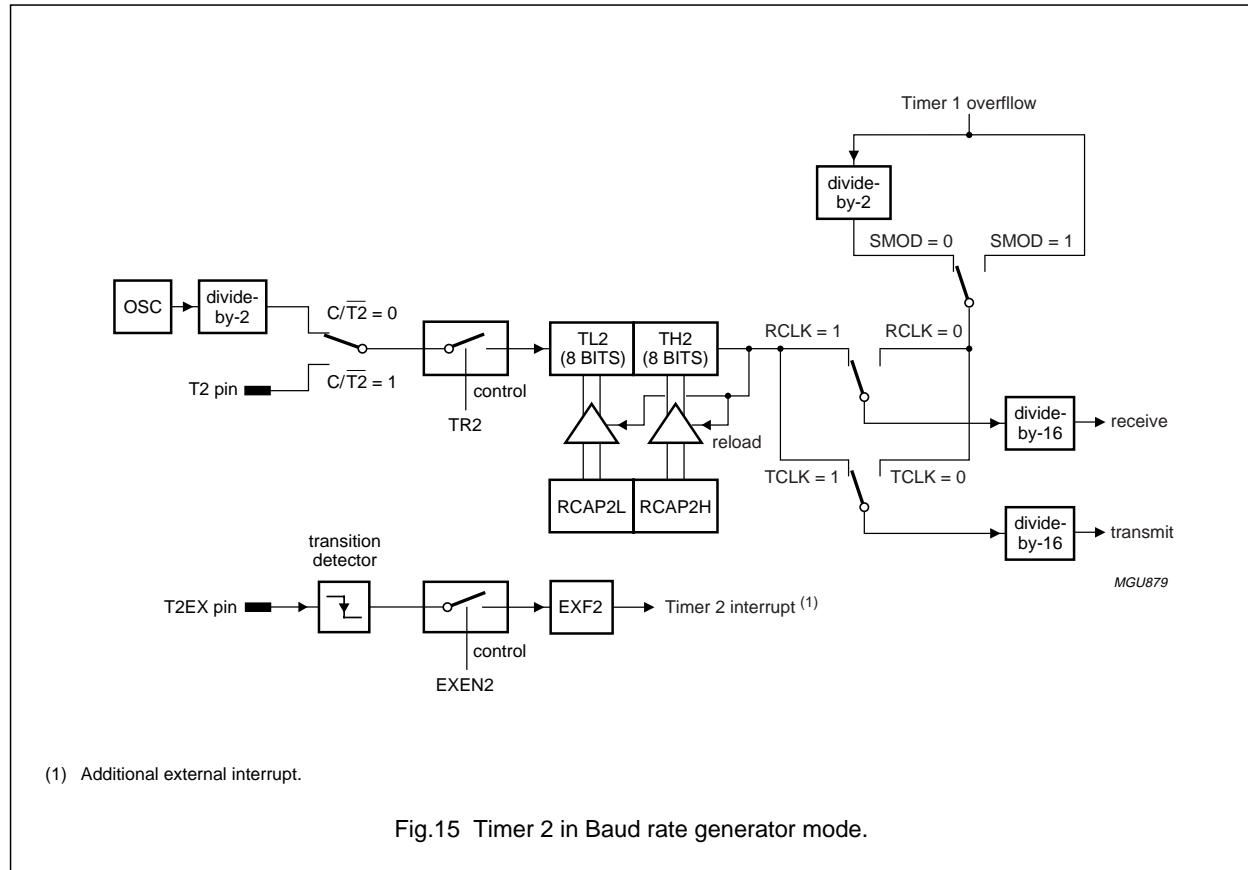 Timer 1 overfllow
divide-
by-2
SMOD = 0
SMOD = 1
OSC
divide-
by-2
C/T2 = 0
C/T2 = 1
T2 pin
control
TR2
TL2
(8 BITS)
TH2
(8 BITS)
reload
RCAP2L
RCAP2H
RCLK = 1
RCLK = 0
divide-
by-16
receive
TCLK = 1
TCLK = 0
divide-
by-16
transmit
MGU879
transition
detector
T2EX pin
control
EXEN2
EXF2
Timer 2 interrupt (1)
(1) Additional external interrupt.
Fig.15 Timer 2 in Baud rate generator mode.